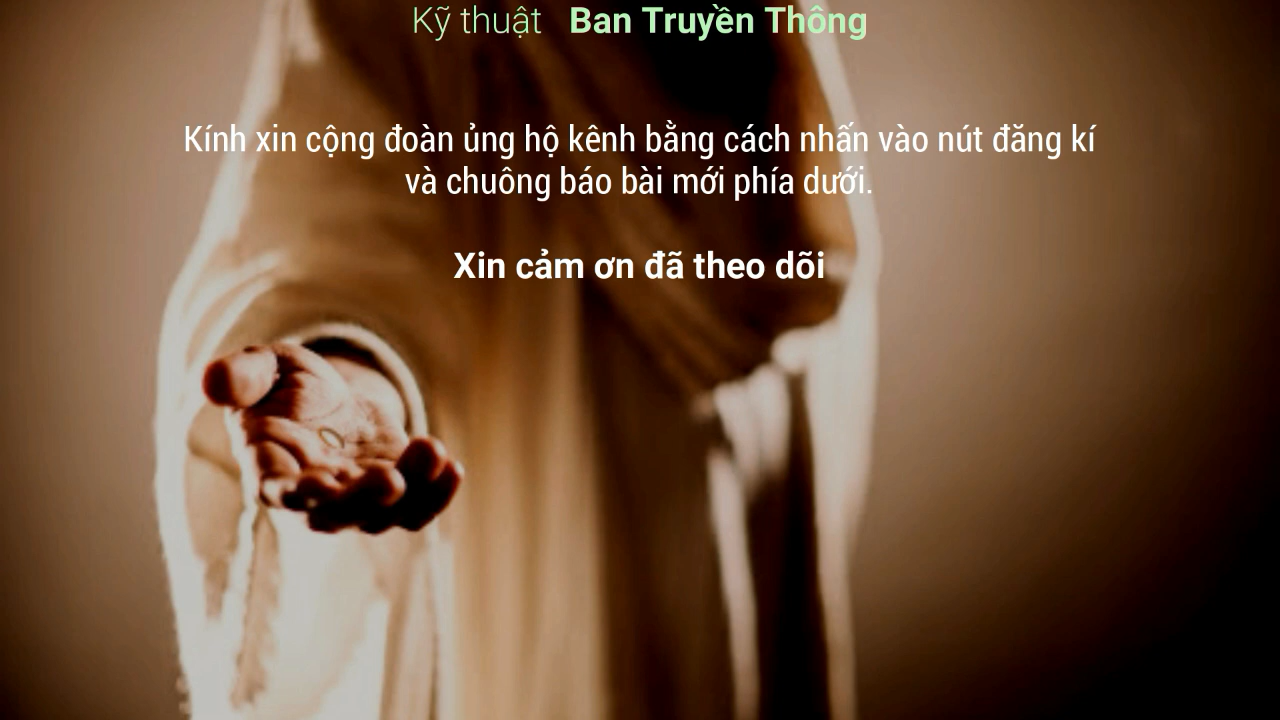 Kỹ thuật Ban Truyền Thông
Kính xin cộng đoàn ủng hộ kênh bằng cách nhấn vào nút đăng kí
và chuông báo bài mới phía dưới.
Xin cảm ơn đã theo dõi